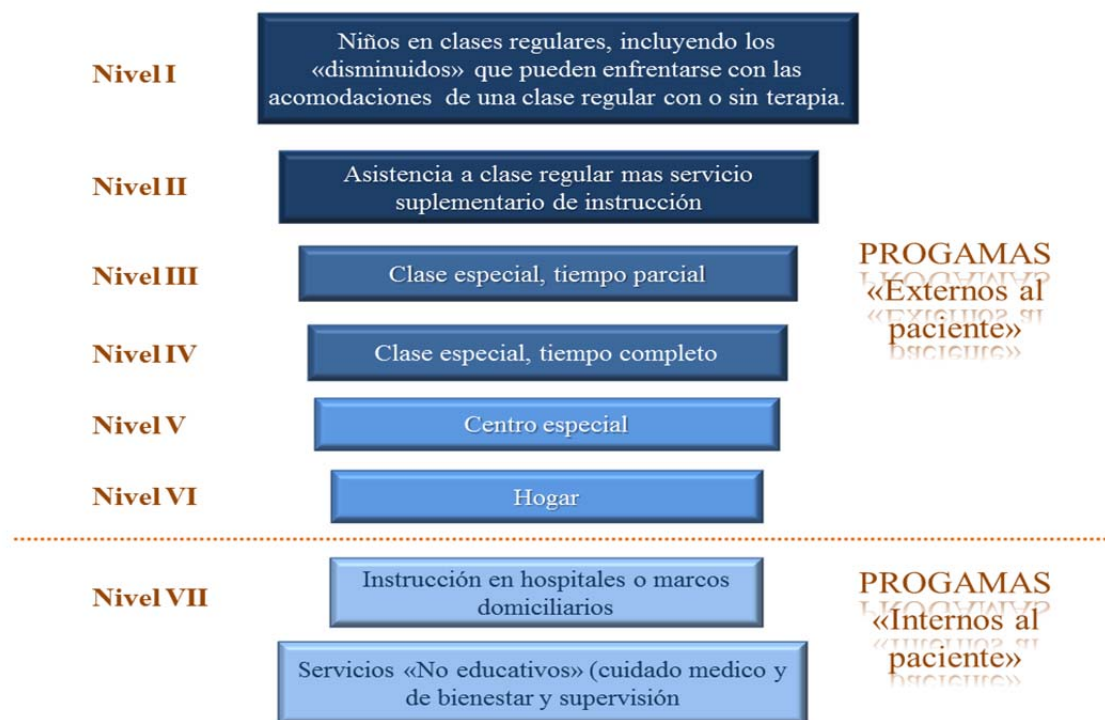 Nivel I
Niños en clases regulares, incluyendo los
«disminuidos» que pueden enfrentarse con las
acomodaciones de una clase regular con o sin terapia.
Nivel II
Asistencia a clase regular mas servicio
suplementario de instrucción
Nivel III
Clase especial, tiempo parcial
PROGAMAS
«Externos al
paciente»
Nivel IV
Clase especial, tiempo completo
Nivel V
Centro especial
Nivel VI
Hogar
Nivel VII
Instrucción en hospitales o marcos
domiciliarios
PROGAMAS
«Internos al
paciente»
Servicios «No educativos» (cuidado medico y
de bienestar y supervisión